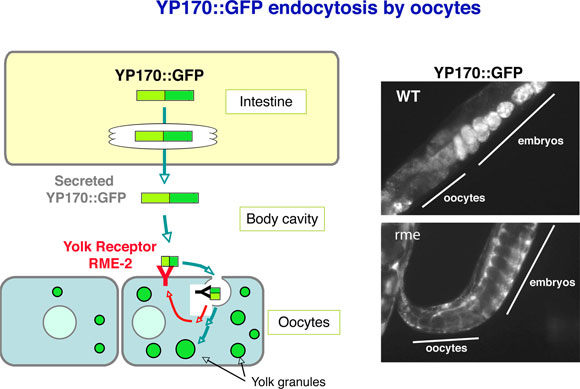 YP170::GFP endocytosis by oocytes
YP170::GFP
Intestine
Secreted
YP170::GFP
Body cavity
Yolk Receptor
RME-2
Oocytes
Yolk granules
YP170::GFP
WT
embryos
oocytes
rme
embryos
oocytes